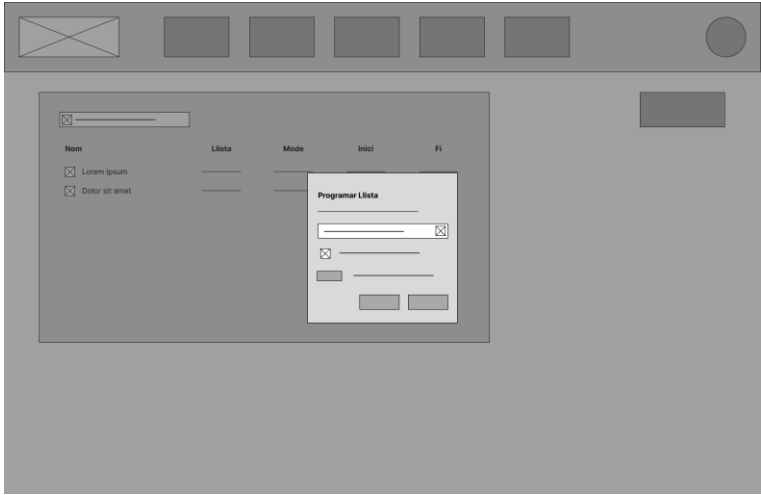 Nom Llista Mode Inici Fi
Lorem ipsum
Dolor sit amet
Programar Llista